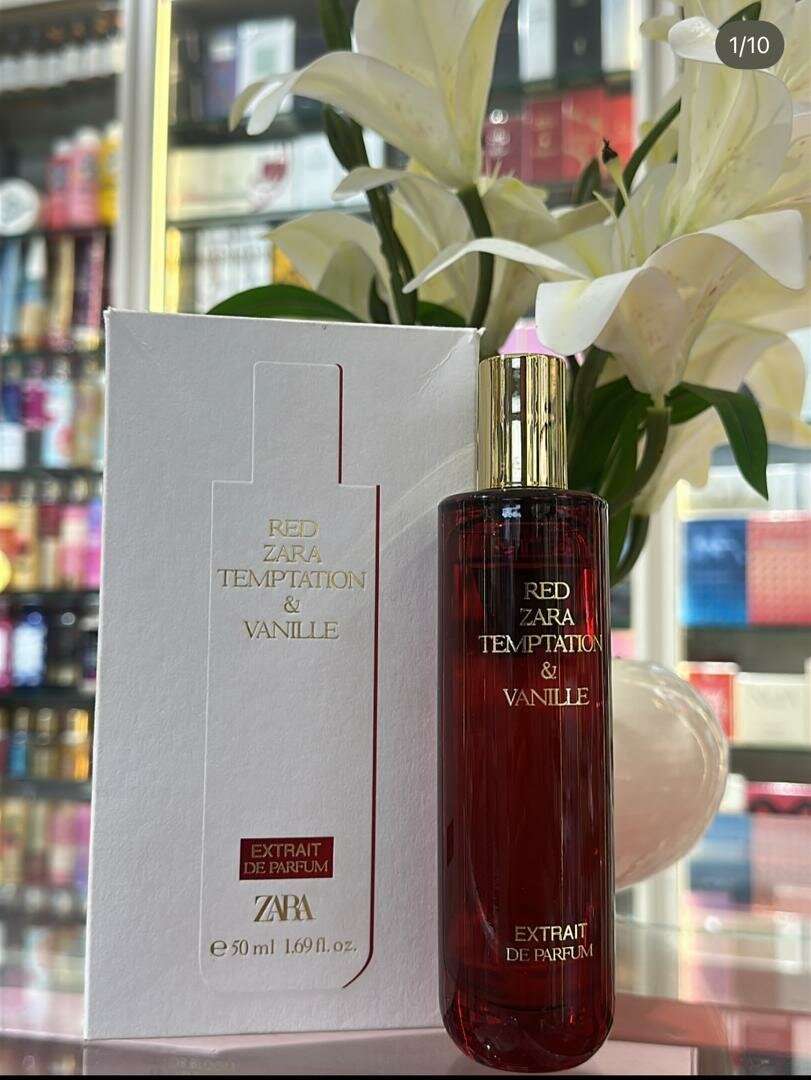 1/10
RED
ZARA
TEMPTATION
&
VANILLE
EXTRAIT
DE PARFUM
ZARA
e 50 ml 1.69 fl. oz.
RED
ZARA
TEMPTATION
&
VANILLE
EXTRAIT
DE PARFUM